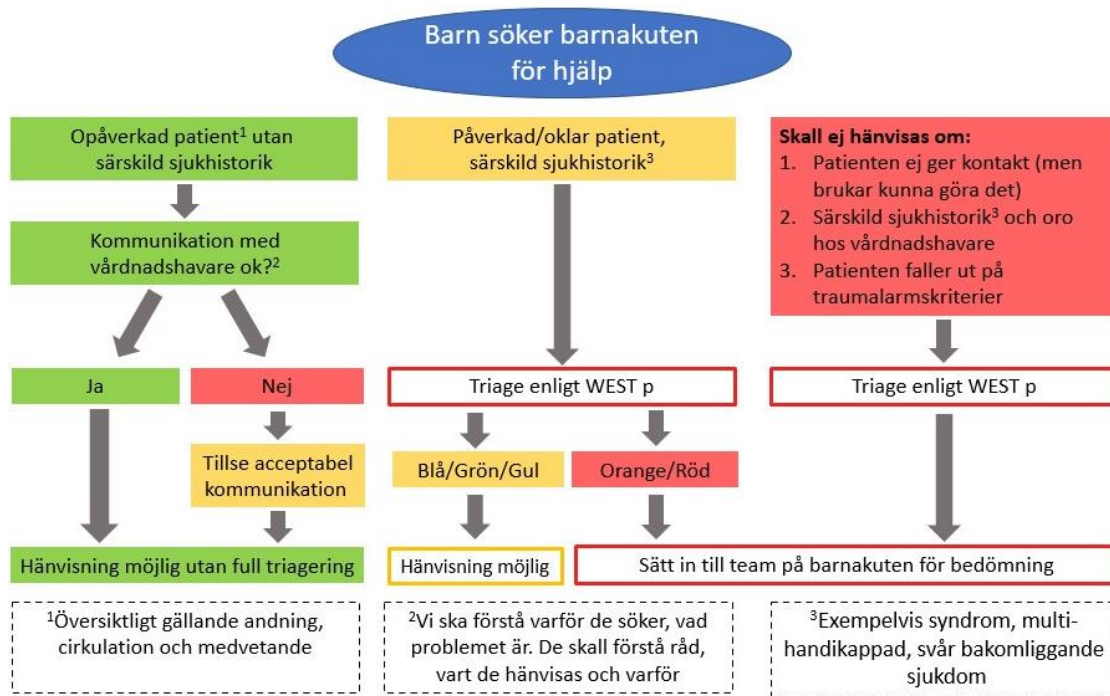 Barn söker barnakuten
för hjälp
Opåverkad patient¹ utan
särskild sjukhistorik
Kommunikation med
vårdnadshavare ok?²
Ja
Nej
Tillse acceptabel
kommunikation
Hänvisning möjlig utan full triagering
Påverkad/oklar patient,
särskild sjukhistorik³
Triage enligt WEST p
Blå/Grön/Gul
Orange/Röd
Hänvisning möjlig
Skall ej hänvisas om:
1. Patienten ej ger kontakt (men
brukar kunna göra det)
2. Särskild sjukhistorik³ och oro
hos vårdnadshavare
3. Patienten faller ut på
traumalarmskriterier
Triage enligt WEST p
Sätt in till team på barnakuten för bedömning
¹Översiktligt gällande andning,
cirkulation och medvetande
²Vi ska förstå varför de söker, vad
problemet är. De skall förstå råd,
vart de hänvisas och varför
³Exempelvis syndrom, multi-
handikappad, svår bakomliggande
sjukdom